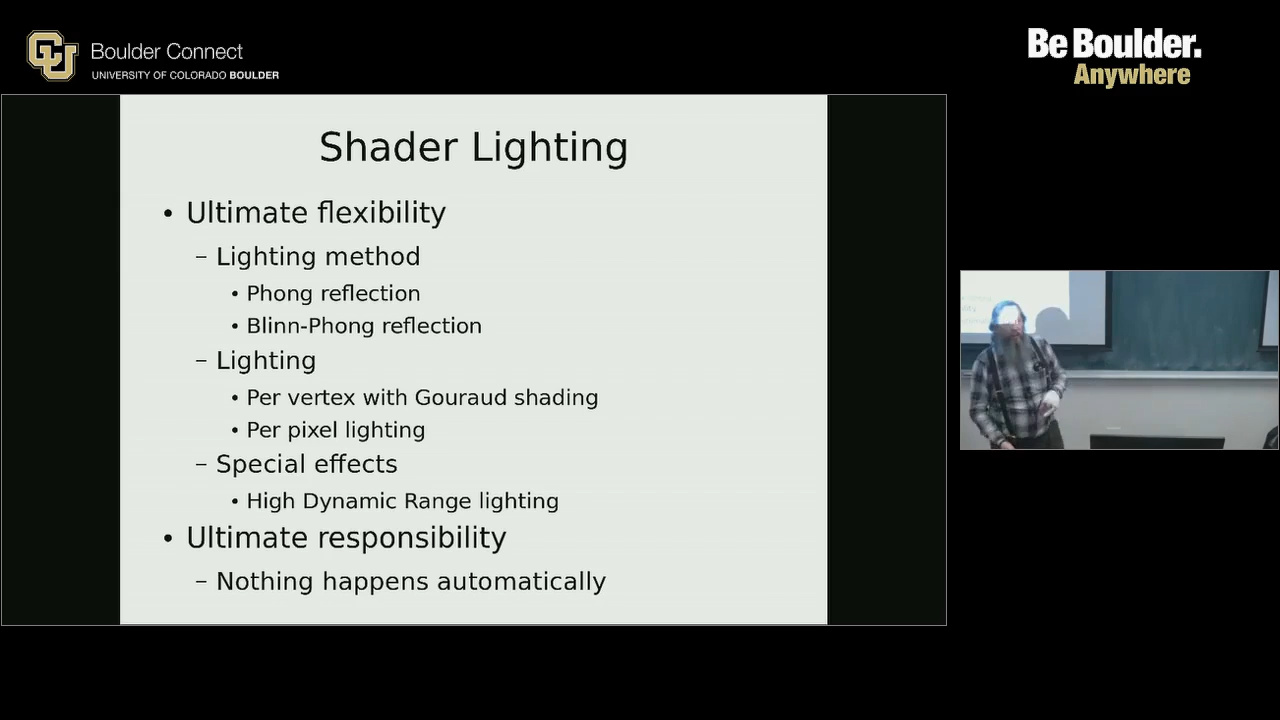 Boulder Connect
UNIVERSITY OF COLORADO BOULDER
Be Boulder.
Anywhere
Shader Lighting
• Ultimate flexibility
– Lighting method
• Phong reflection
• Blinn-Phong reflection
– Lighting
• Per vertex with Gouraud shading
• Per pixel lighting
– Special effects
• High Dynamic Range lighting
• Ultimate responsibility
– Nothing happens automatically